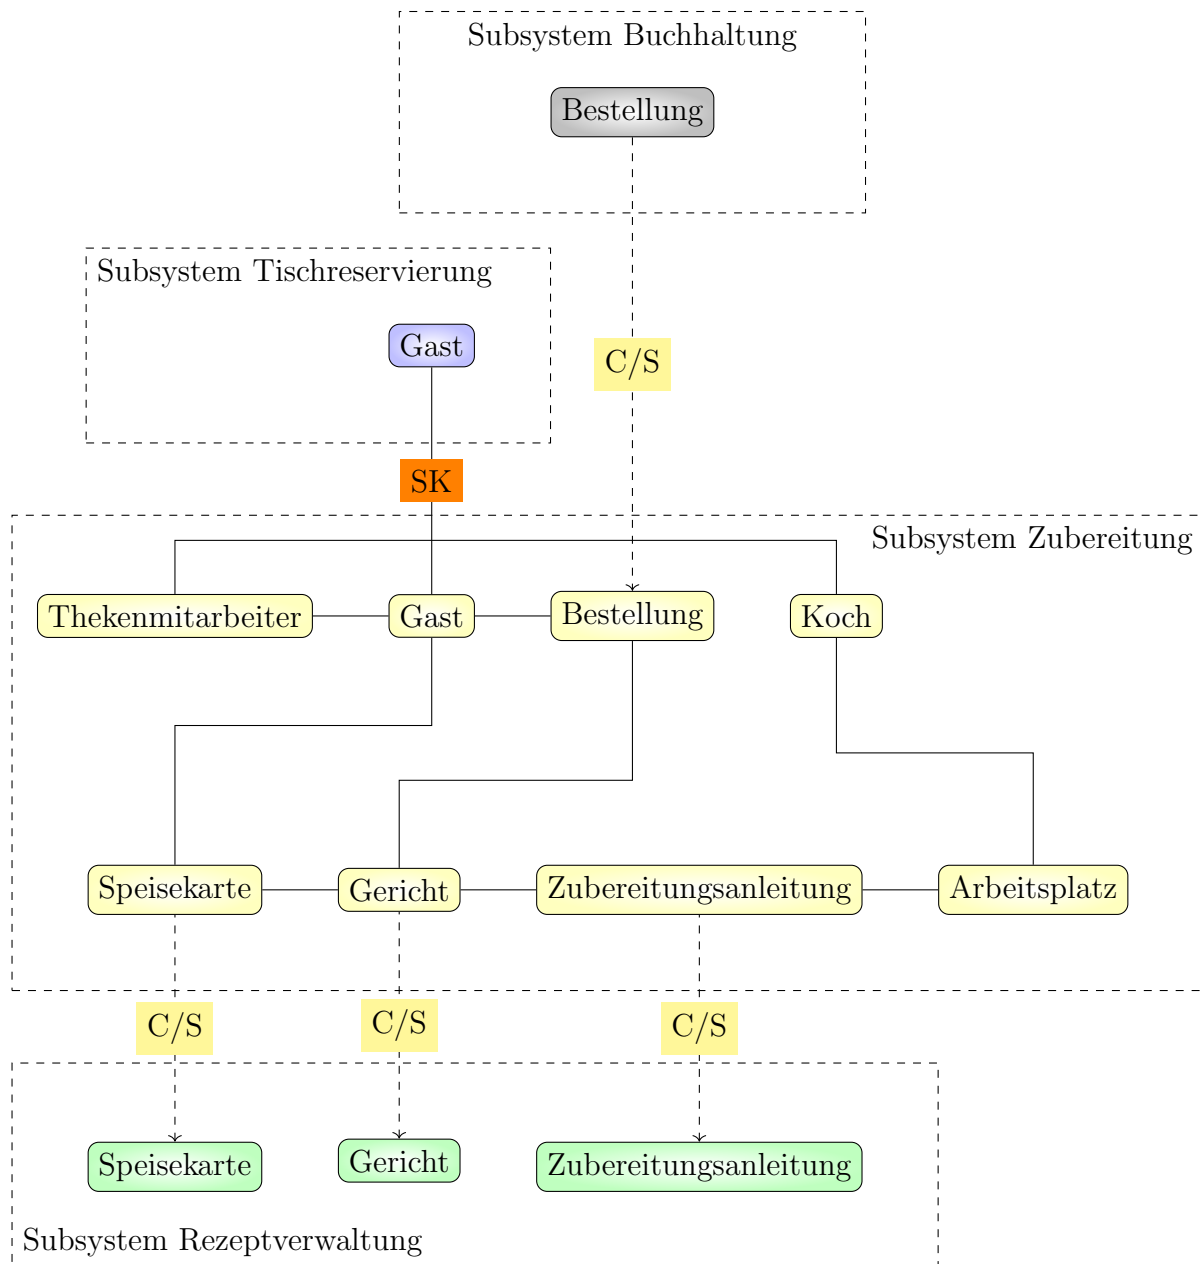 Subsystem Buchhaltung
Bestellung
Subsystem Tischreservierung
Gast
C/S
SK
Subsystem Zubereitung
Thekenmitarbeiter
Gast
Bestellung
Koch
Speisekarte
Gericht
Zubereitungsanleitung
Arbeitsplatz
C/S
C/S
C/S
Speisekarte
Gericht
Zubereitungsanleitung
Subsystem Rezeptverwaltung